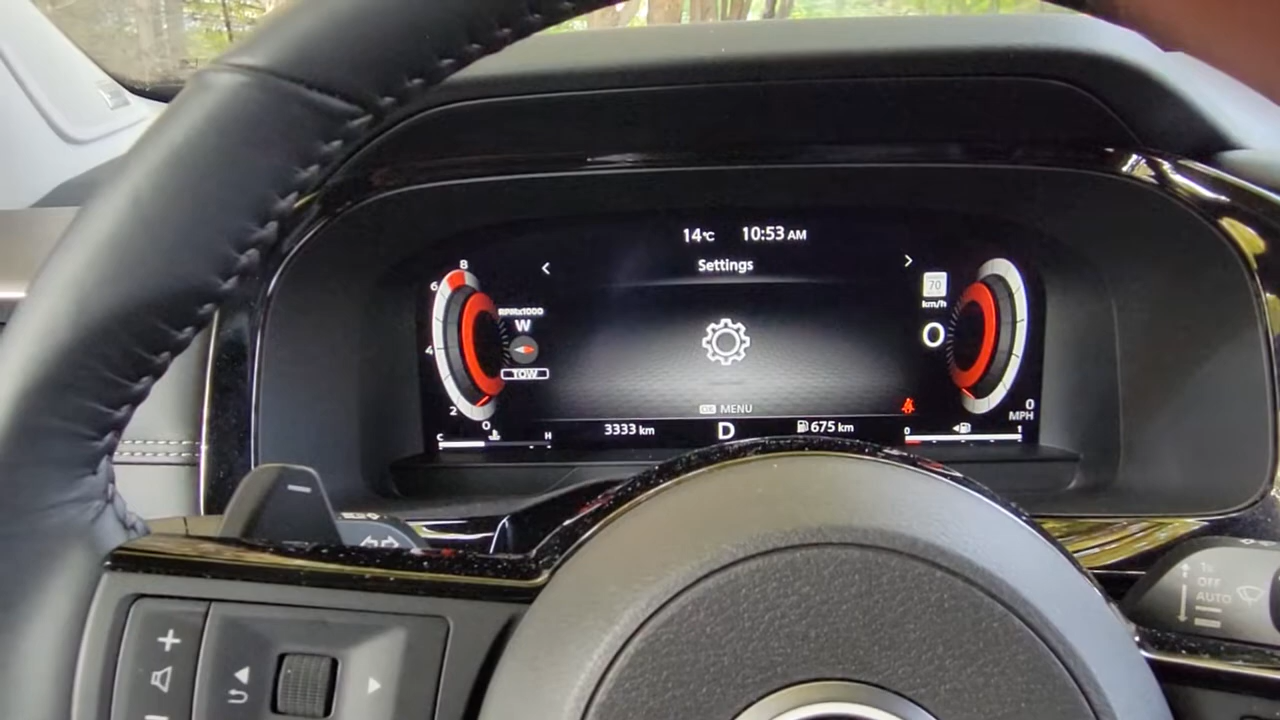 14°C 10:53 AM
< Settings >
8
6
4
2
0
RPMx1000
W
TOW
70
km/h
0
0
MPH
OK MENU
3333 km
D
675 km
C H
0 1
+
1x
OFF
AUTO